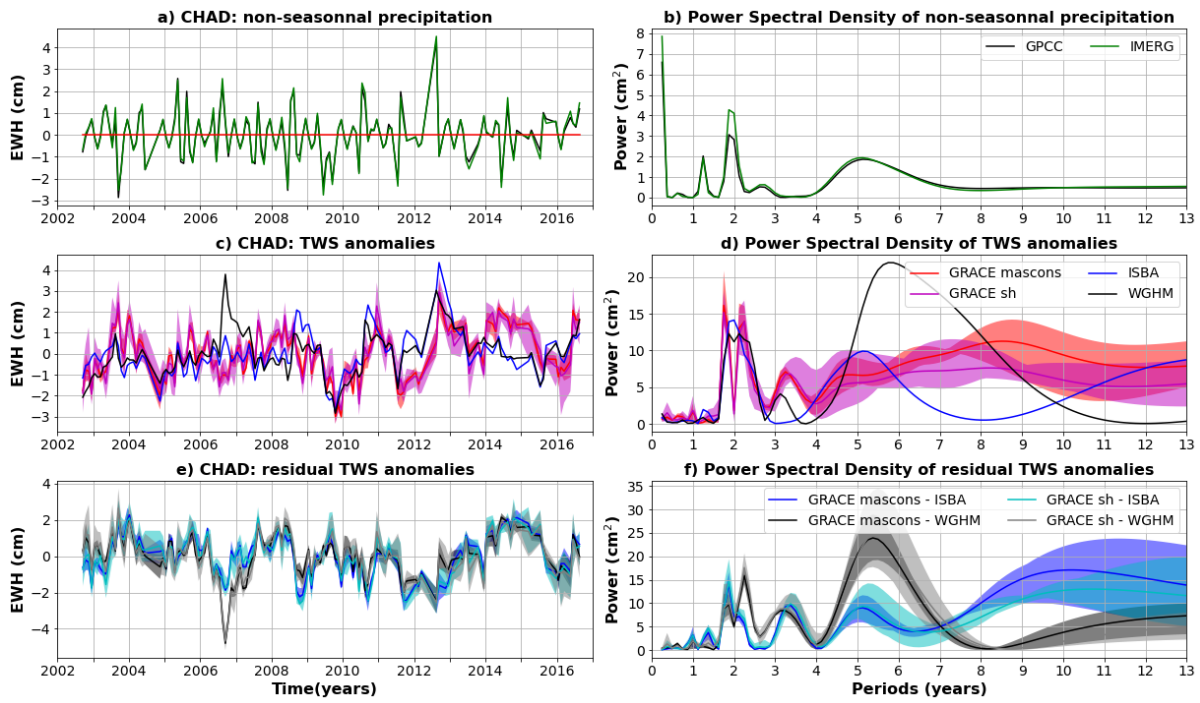 a) CHAD: non-seasonnal precipitation
EWH (cm)
4
3
2
1
0
−1
−2
−3
2002 2004 2006 2008 2010 2012 2014 2016
b) Power Spectral Density of non-seasonnal precipitation
Power (cm²)
GPCC IMERG
8
7
6
5
4
3
2
1
0
0 1 2 3 4 5 6 7 8 9 10 11 12 13
c) CHAD: TWS anomalies
EWH (cm)
4
3
2
1
0
−1
−2
−3
2002 2004 2006 2008 2010 2012 2014 2016
d) Power Spectral Density of TWS anomalies
Power (cm²)
GRACE mascons ISBA
GRACE sh WGHM
20
15
10
5
0
0 1 2 3 4 5 6 7 8 9 10 11 12 13
e) CHAD: residual TWS anomalies
EWH (cm)
4
2
0
−2
−4
2002 2004 2006 2008 2010 2012 2014 2016
Time(years)
f) Power Spectral Density of residual TWS anomalies
Power (cm²)
GRACE mascons - ISBA GRACE sh - ISBA
GRACE mascons - WGHM GRACE sh - WGHM
35
30
25
20
15
10
5
0
0 1 2 3 4 5 6 7 8 9 10 11 12 13
Periods (years)